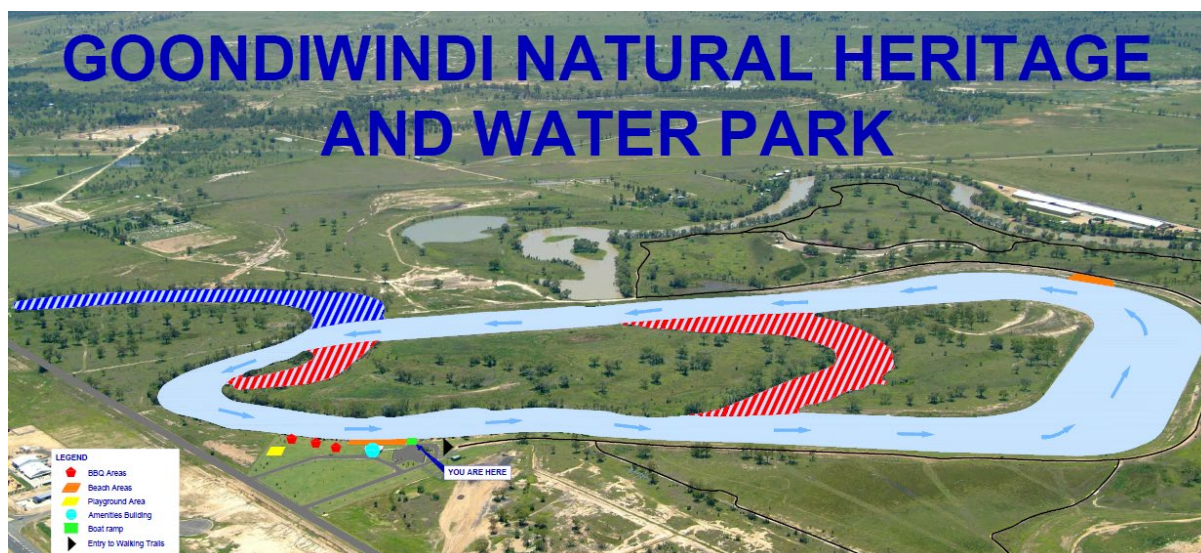 GOONDIWINDI NATURAL HERITAGE
AND WATER PARK
YOU ARE HERE
LEGEND
BBQ Areas
Beach Areas
Playground Area
Amenities Building
Boat ramp
Entry to Walking Trails